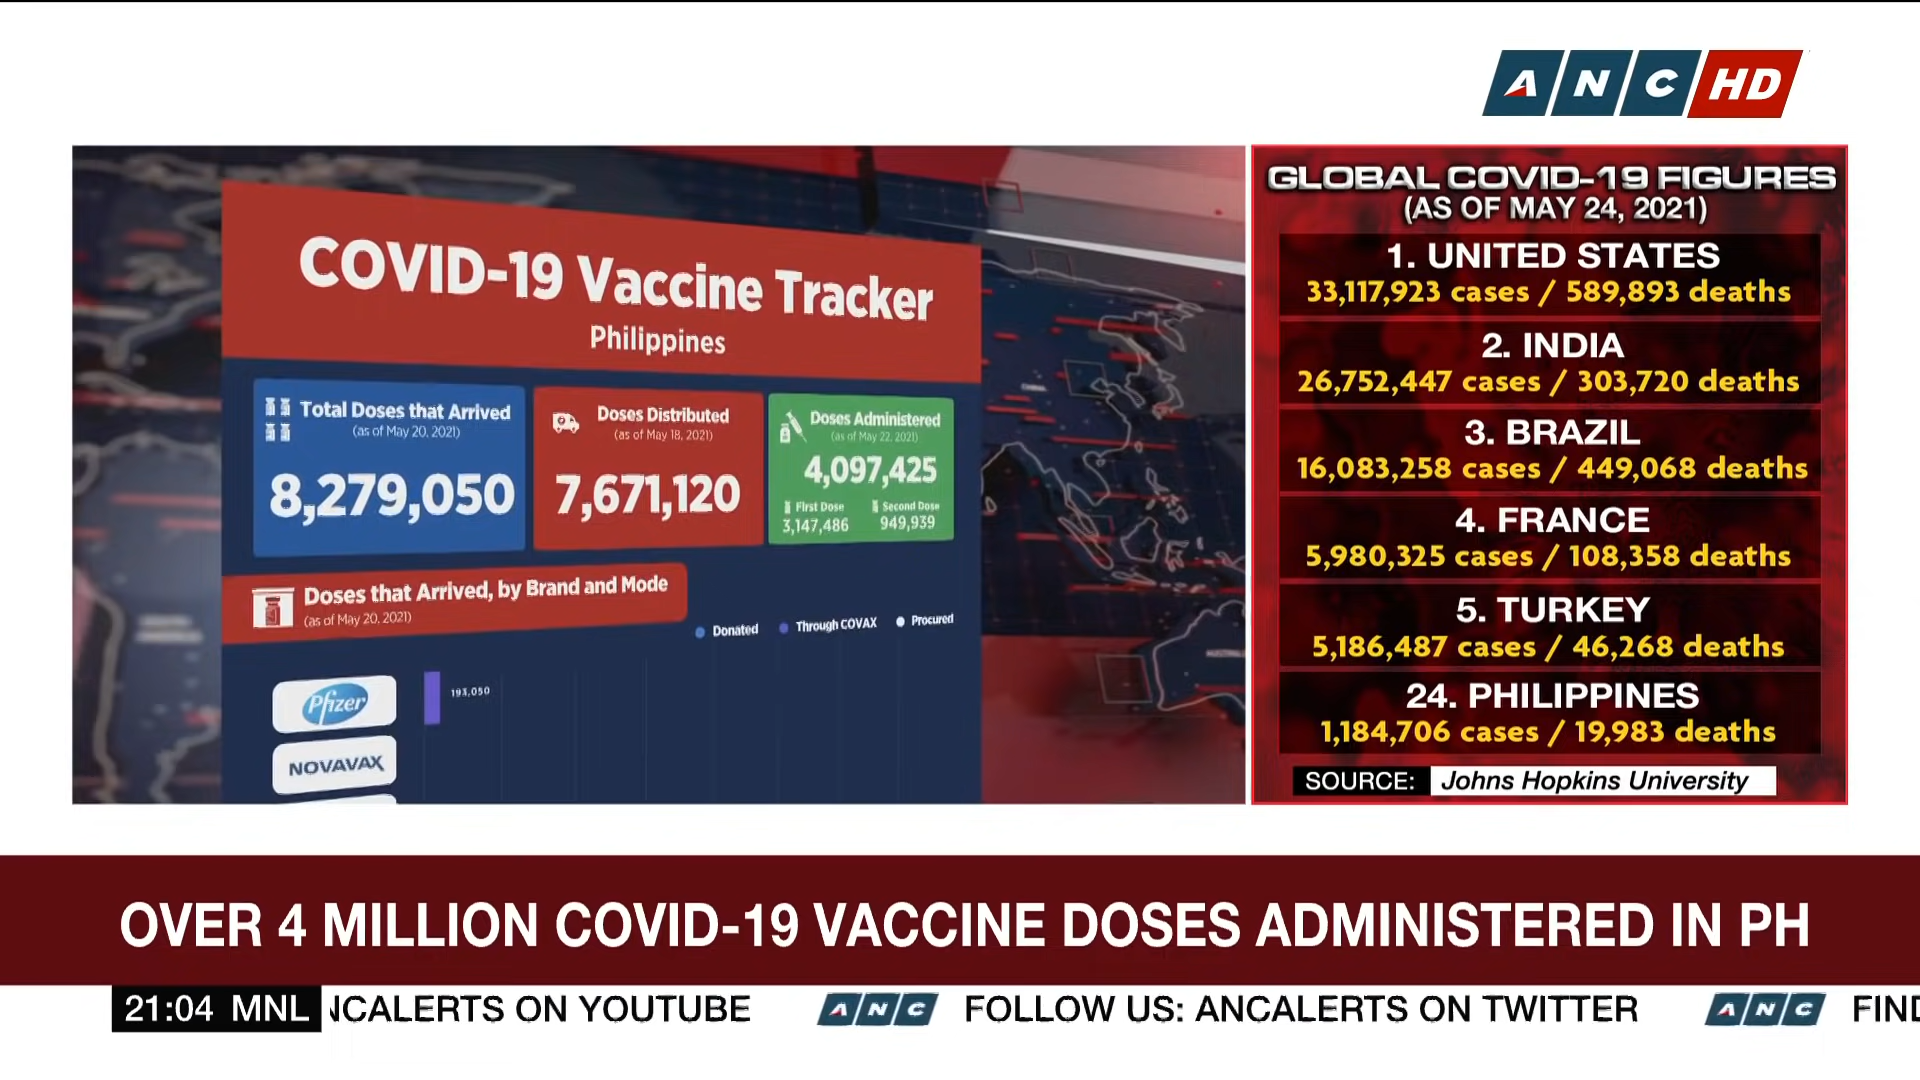 ANC HD
COVID-19 Vaccine Tracker
Philippines
Total Doses that Arrived
(as of May 20, 2021)
8,279,050
Doses Distributed
(as of May 18, 2021)
7,671,120
Doses Administered
(as of May 22, 2021)
4,097,425
First Dose
3,147,486
Second Dose
949,939
Doses that Arrived, by Brand and Mode
(as of May 20, 2021)
Donated
Through COVAX
Procured
Pfizer
193,050
NOVAVAX
GLOBAL COVID-19 FIGURES
(AS OF MAY 24, 2021)
1. UNITED STATES
33,117,923 cases / 589,893 deaths
2. INDIA
26,752,447 cases / 303,720 deaths
3. BRAZIL
16,083,258 cases / 449,068 deaths
4. FRANCE
5,980,325 cases / 108,358 deaths
5. TURKEY
5,186,487 cases / 46,268 deaths
24. PHILIPPINES
1,184,706 cases / 19,983 deaths
SOURCE: Johns Hopkins University
OVER 4 MILLION COVID-19 VACCINE DOSES ADMINISTERED IN PH
21:04 MNL NCALERTS ON YOUTUBE ANC FOLLOW US: ANCALERTS ON TWITTER ANC FIND